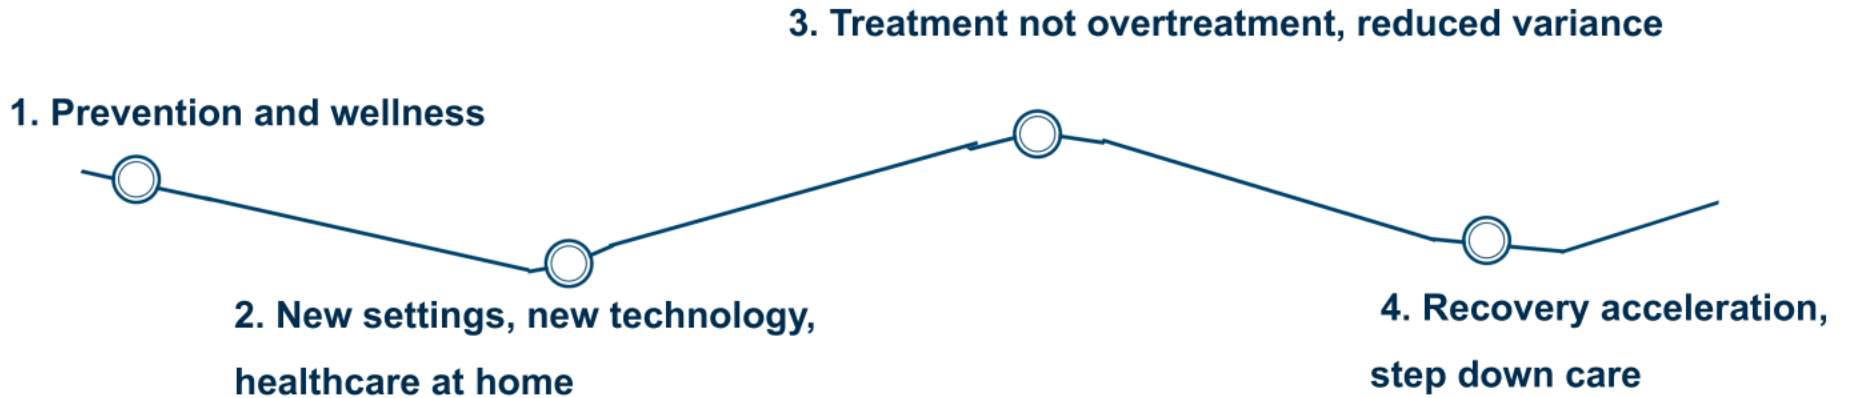 1. Prevention and wellness
2. New settings, new technology,
healthcare at home
3. Treatment not overtreatment, reduced variance
4. Recovery acceleration,
step down care